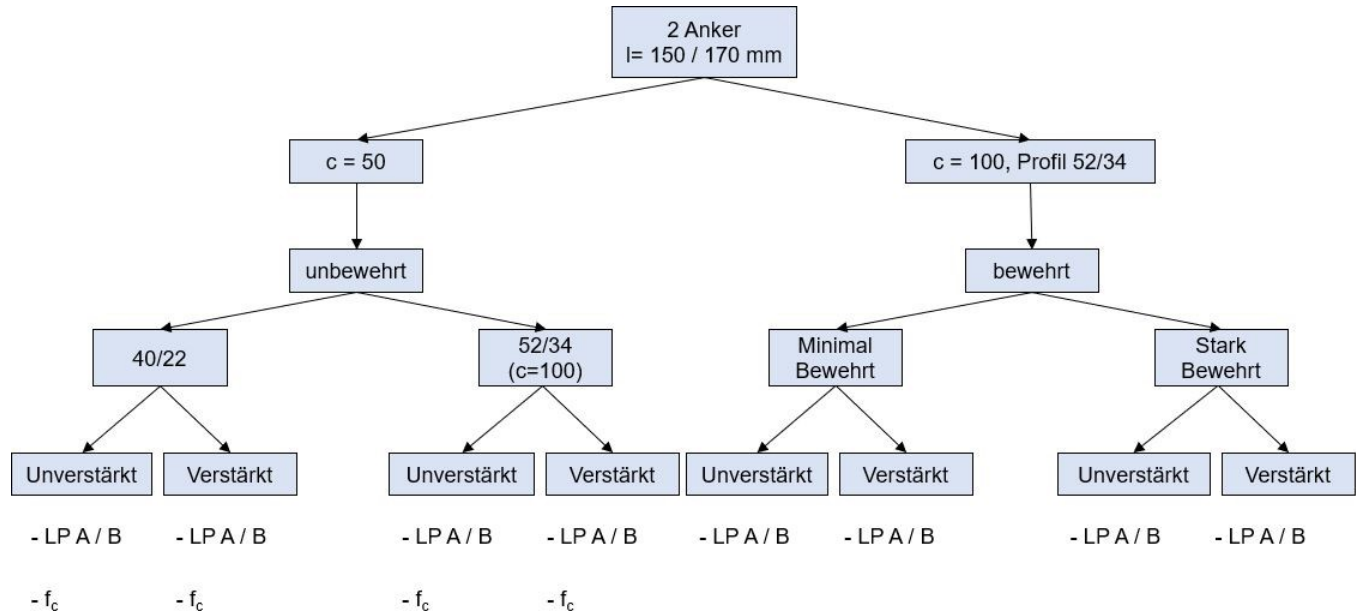 2 Anker
l= 150 / 170 mm
c = 50
c = 100, Profil 52/34
unbewehrt
bewehrt
40/22
52/34
(c=100)
Minimal
Bewehrt
Stark
Bewehrt
Unverstärkt
Verstärkt
Unverstärkt
Verstärkt
Unverstärkt
Verstärkt
Unverstärkt
Verstärkt
- LP A / B
- LP A / B
- LP A / B
- LP A / B
- LP A / B
- LP A / B
- LP A / B
- LP A / B
- fc
- fc
- fc
- fc